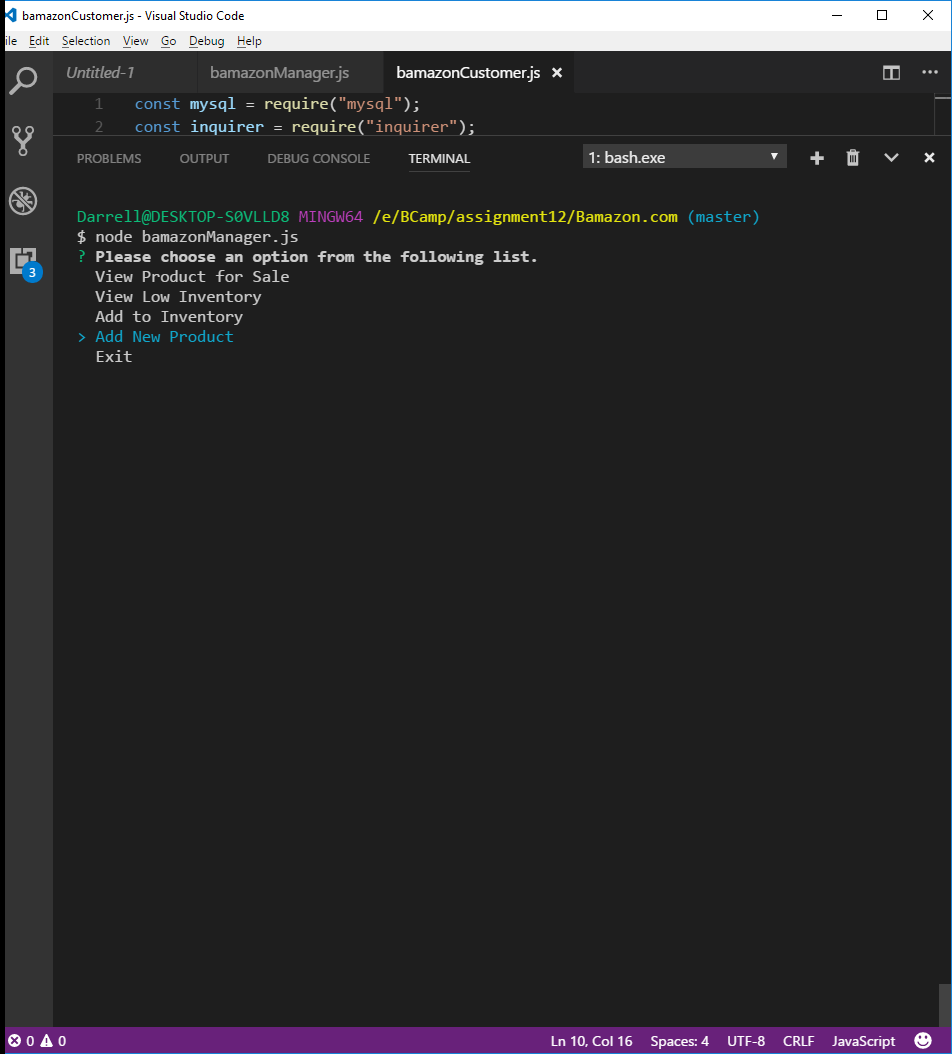 bamazonCustomer.js - Visual Studio Code
ile Edit Selection View Go Debug Help
Untitled-1 bamazonManager.js bamazonCustomer.js
1 const mysql = require("mysql");
2 const inquirer = require("inquirer");
PROBLEMS OUTPUT DEBUG CONSOLE TERMINAL 1: bash.exe
Darrell@DESKTOP-S0VLLD8 MINGW64 /e/BCamp/assignment12/Bamazon.com (master)
$ node bamazonManager.js
? Please choose an option from the following list.
View Product for Sale
View Low Inventory
Add to Inventory
> Add New Product
Exit
3
0 0 Ln 10, Col 16 Spaces: 4 UTF-8 CRLF JavaScript